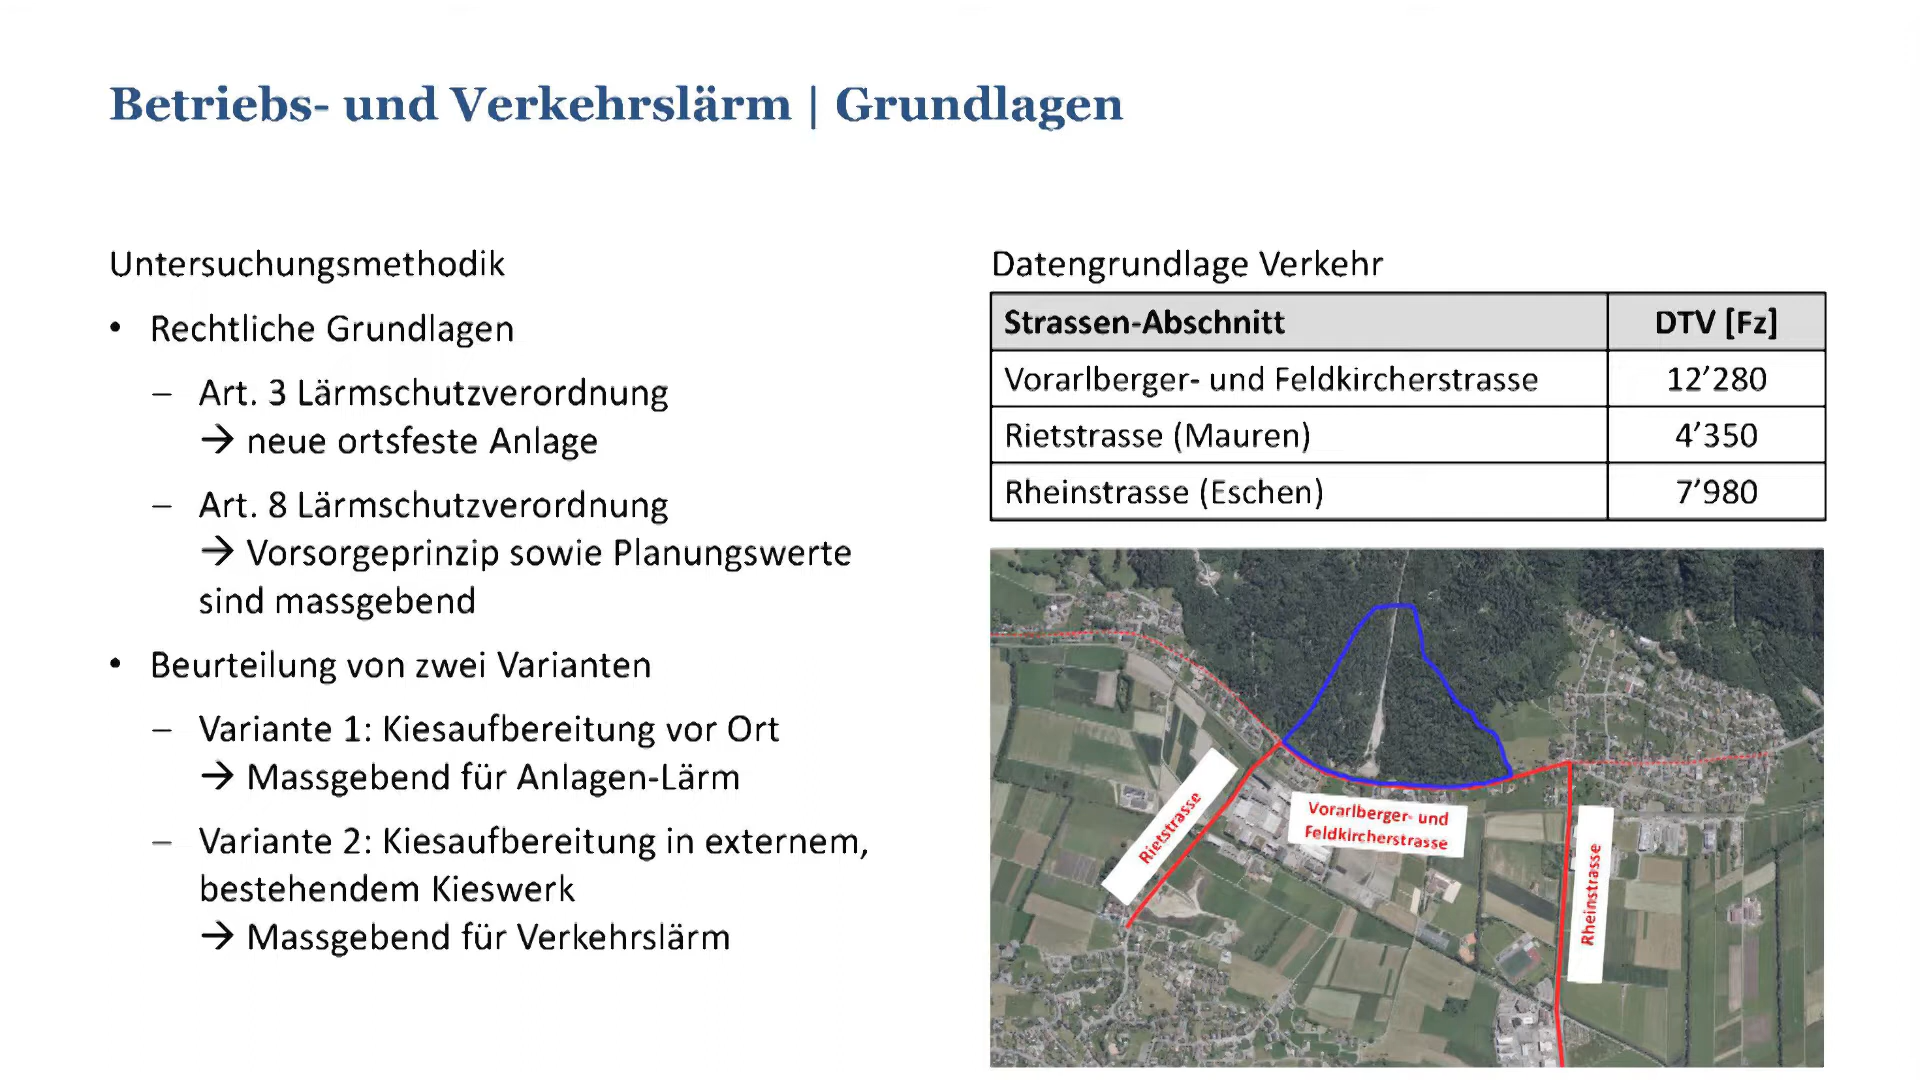 Betriebs- und Verkehrslärm | Grundlagen
Untersuchungsmethodik
• Rechtliche Grundlagen
– Art. 3 Lärmschutzverordnung
→ neue ortsfeste Anlage
– Art. 8 Lärmschutzverordnung
→ Vorsorgeprinzip sowie Planungswerte
sind massgebend
• Beurteilung von zwei Varianten
– Variante 1: Kiesaufbereitung vor Ort
→ Massgebend für Anlagen-Lärm
– Variante 2: Kiesaufbereitung in externem,
bestehendem Kieswerk
→ Massgebend für Verkehrslärm
Datengrundlage Verkehr
Strassen-Abschnitt DTV [Fz]
Vorarlberger- und Feldkircherstrasse 12’280
Rietstrasse (Mauren) 4’350
Rheinstrasse (Eschen) 7’980
Rietstrasse
Vorarlberger- und
Feldkircherstrasse
Rheinstrasse